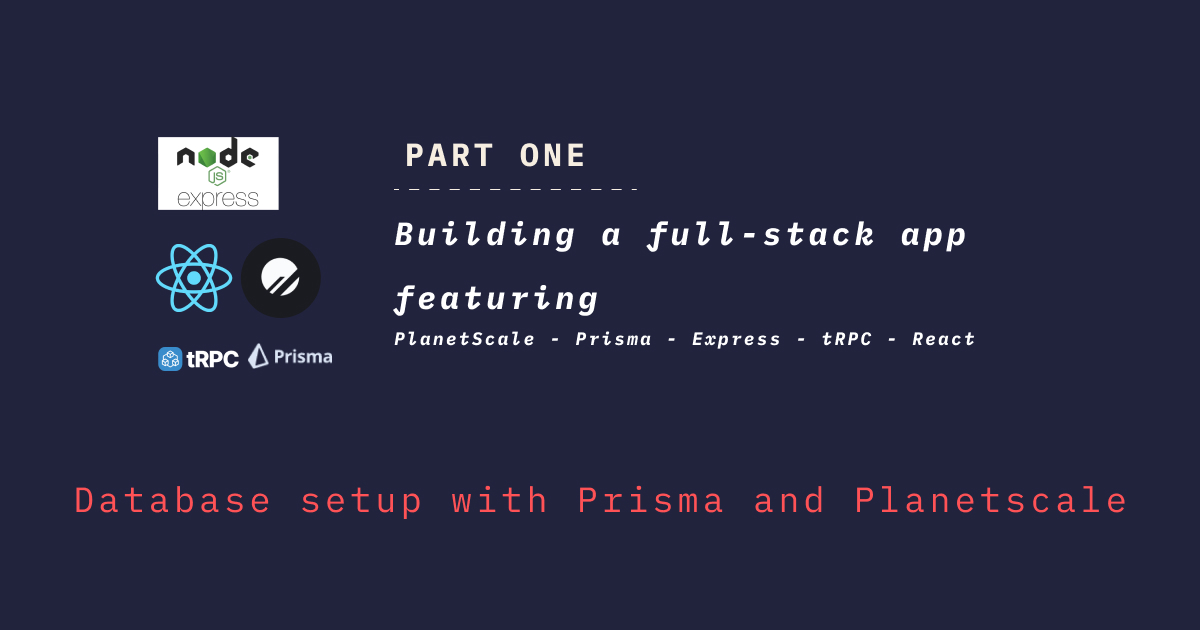 node
JS
express
tRPC
Prisma
PART ONE
Building a full-stack app
featuring
PlanetScale - Prisma - Express - tRPC - React
Database setup with Prisma and Planetscale